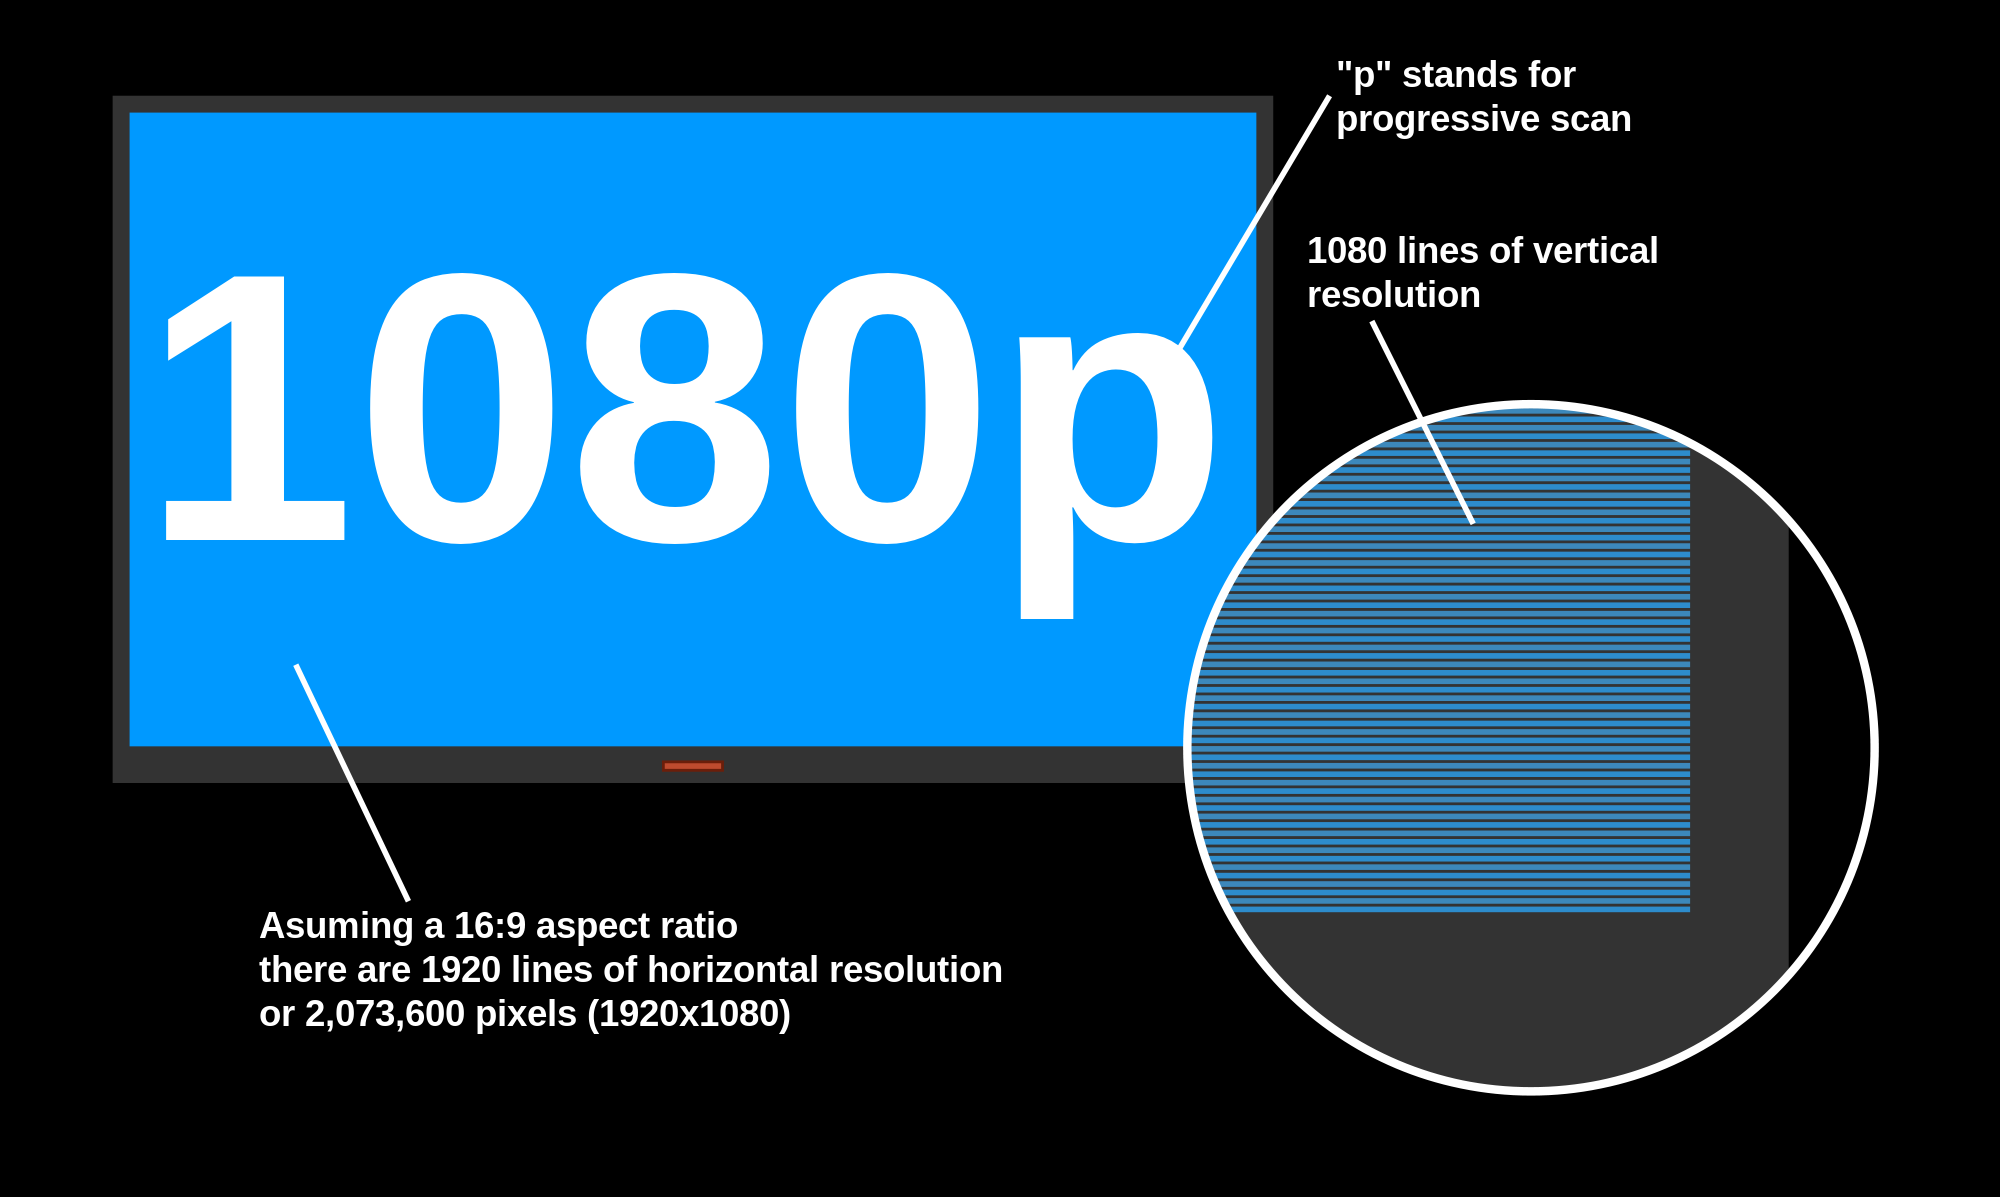 "p" stands for
progressive scan
1080 lines of vertical
resolution
1080p
Asuming a 16:9 aspect ratio
there are 1920 lines of horizontal resolution
or 2,073,600 pixels (1920x1080)